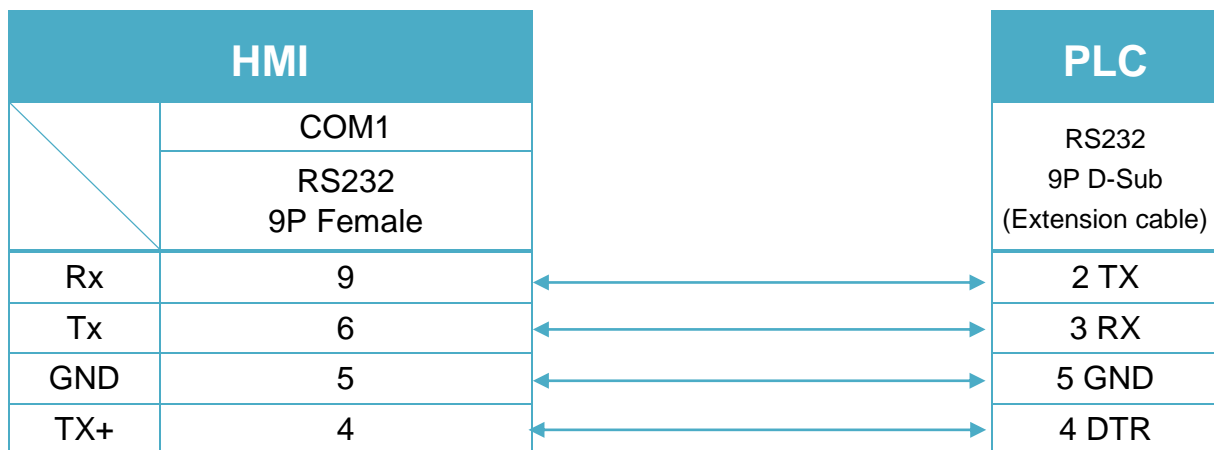 HMI
PLC
COM1
RS232
9P Female
RS232
9P D-Sub
(Extension cable)
Rx 9 2 TX
Tx 6 3 RX
GND 5 5 GND
TX+ 4 4 DTR